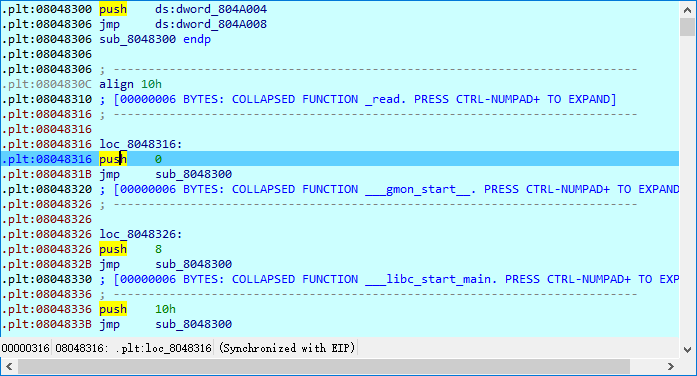 .plt:08048300 push    ds:dword_804A004
.plt:08048306 jmp     ds:dword_804A008
.plt:08048306 sub_8048300 endp
.plt:08048306
.plt:08048306 ; ---------------------------------------------------------------------------
.plt:0804830C align 10h
.plt:08048310 ; [00000006 BYTES: COLLAPSED FUNCTION _read. PRESS CTRL-NUMPAD+ TO EXPAND]
.plt:08048316 ; ---------------------------------------------------------------------------
.plt:08048316
.plt:08048316 loc_8048316:
.plt:08048316 push    0
.plt:0804831B jmp     sub_8048300
.plt:08048320 ; [00000006 BYTES: COLLAPSED FUNCTION ___gmon_start__. PRESS CTRL-NUMPAD+ TO EXPAND
.plt:08048326 ; ---------------------------------------------------------------------------
.plt:08048326
.plt:08048326 loc_8048326:
.plt:08048326 push    8
.plt:0804832B jmp     sub_8048300
.plt:08048330 ; [00000006 BYTES: COLLAPSED FUNCTION ___libc_start_main. PRESS CTRL-NUMPAD+ TO EXP
.plt:08048336 ; ---------------------------------------------------------------------------
.plt:08048336 push    10h
.plt:0804833B jmp     sub_8048300
00000316 08048316: .plt:loc_8048316 (Synchronized with EIP)